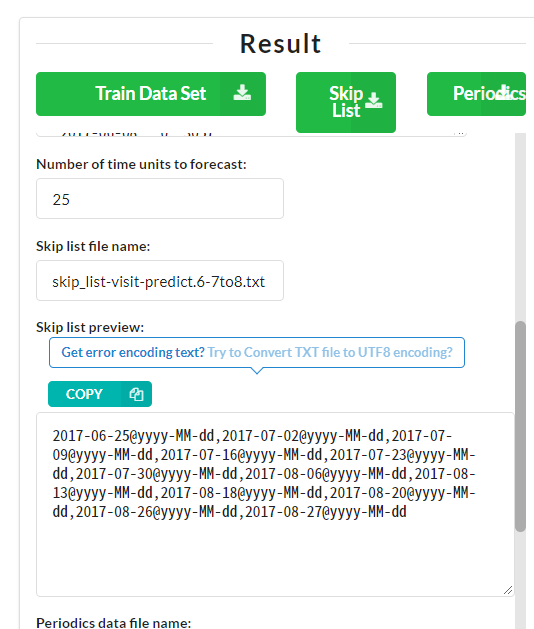 Result
Train Data Set
Skip
List
Periodics
Number of time units to forecast:
25
Skip list file name:
skip_list-visit-predict.6-7to8.txt
Skip list preview:
Get error encoding text? Try to Convert TXT file to UTF8 encoding?
COPY
2017-06-25@yyyy-MM-dd,2017-07-02@yyyy-MM-dd,2017-07-
09@yyyy-MM-dd,2017-07-16@yyyy-MM-dd,2017-07-23@yyyy-MM-
dd,2017-07-30@yyyy-MM-dd,2017-08-06@yyyy-MM-dd,2017-08-
13@yyyy-MM-dd,2017-08-18@yyyy-MM-dd,2017-08-20@yyyy-MM-
dd,2017-08-26@yyyy-MM-dd,2017-08-27@yyyy-MM-dd
Periodics data file name: